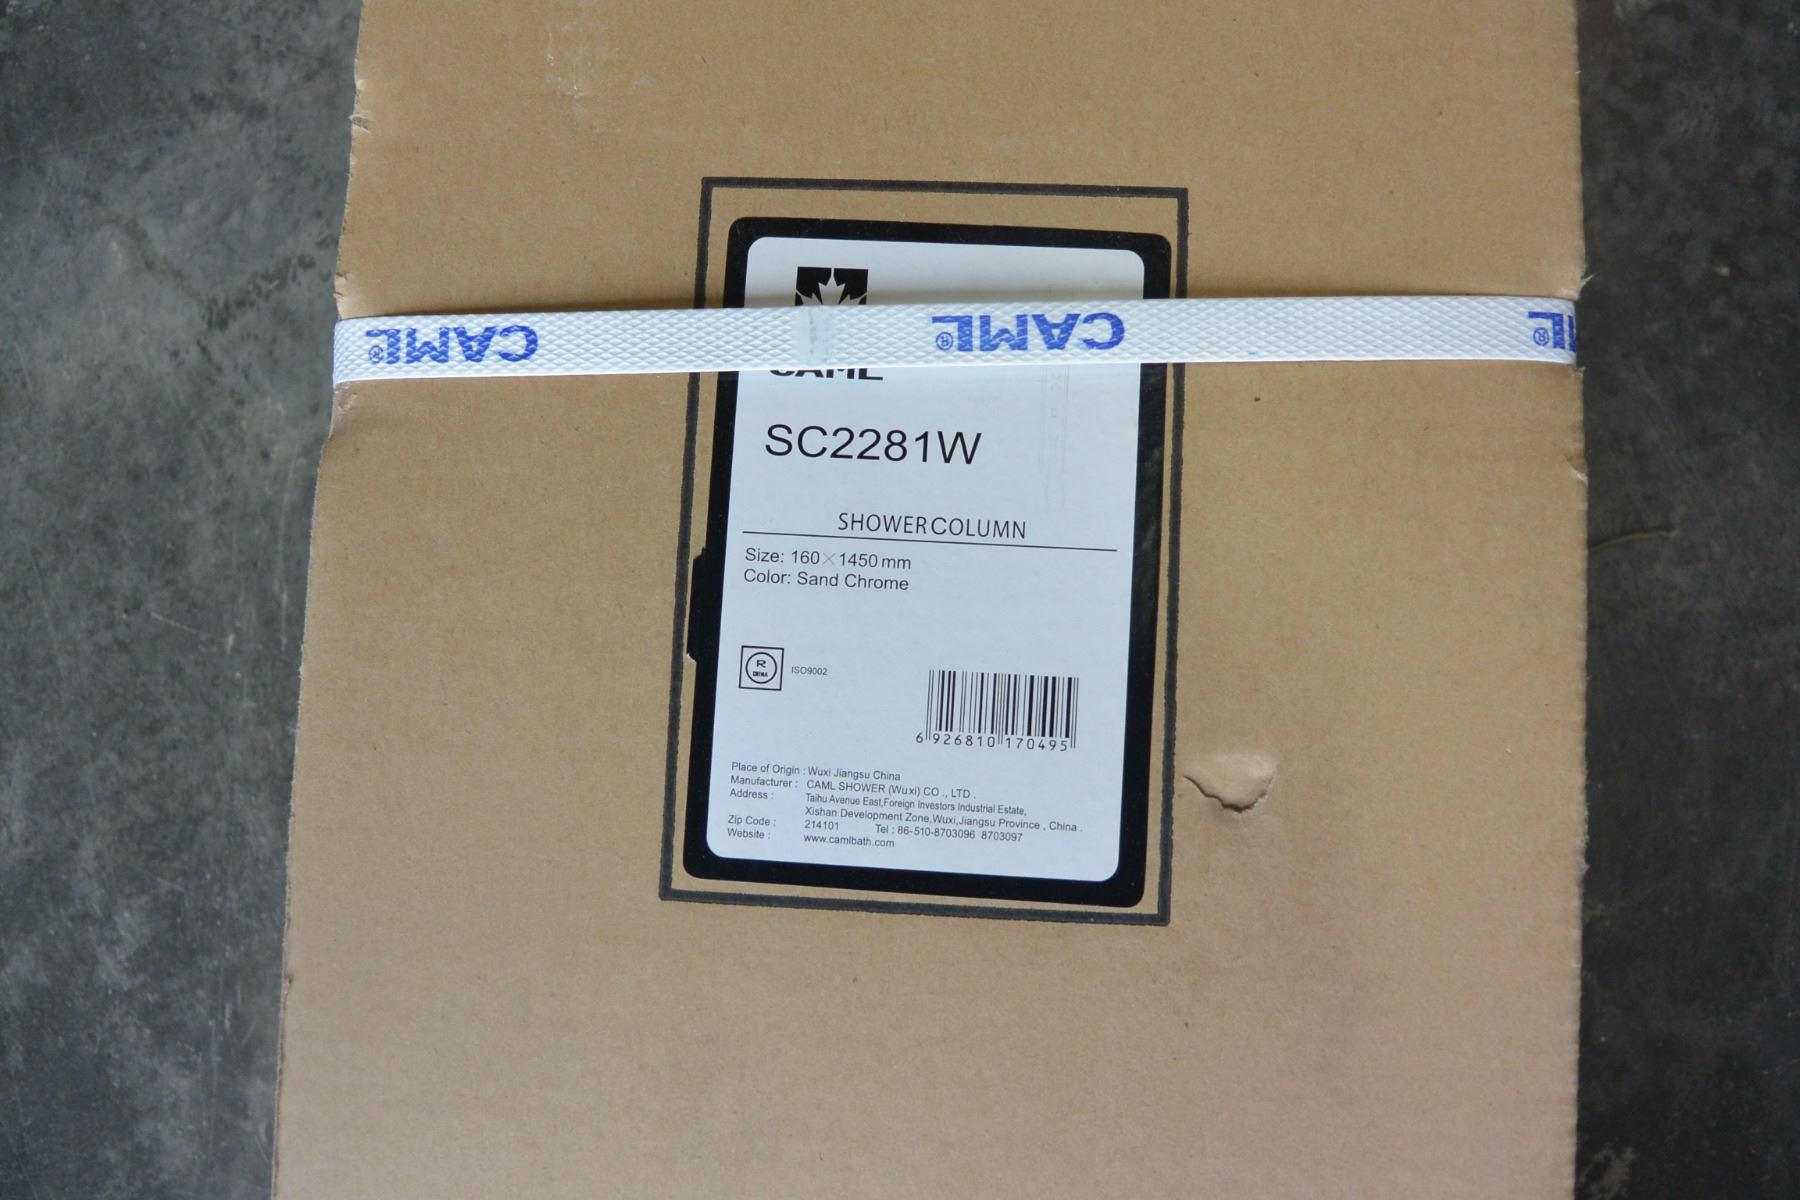 CAML®
CAML®
CAML®
CAML
SC2281W
SHOWER COLUMN
Size: 160×1450 mm
Color: Sand Chrome
R
CHINA
ISO9002
6 926810 170495
Place of Origin : Wuxi Jiangsu China
Manufacturer : CAML SHOWER (Wuxi) CO ., LTD .
Address : Taihu Avenue East,Foreign Investors Industrial Estate,
Xishan Development Zone,Wuxi,Jiangsu Province , China .
Zip Code : 214101 Tel : 86-510-8703096 8703097
Website : www.camlbath.com